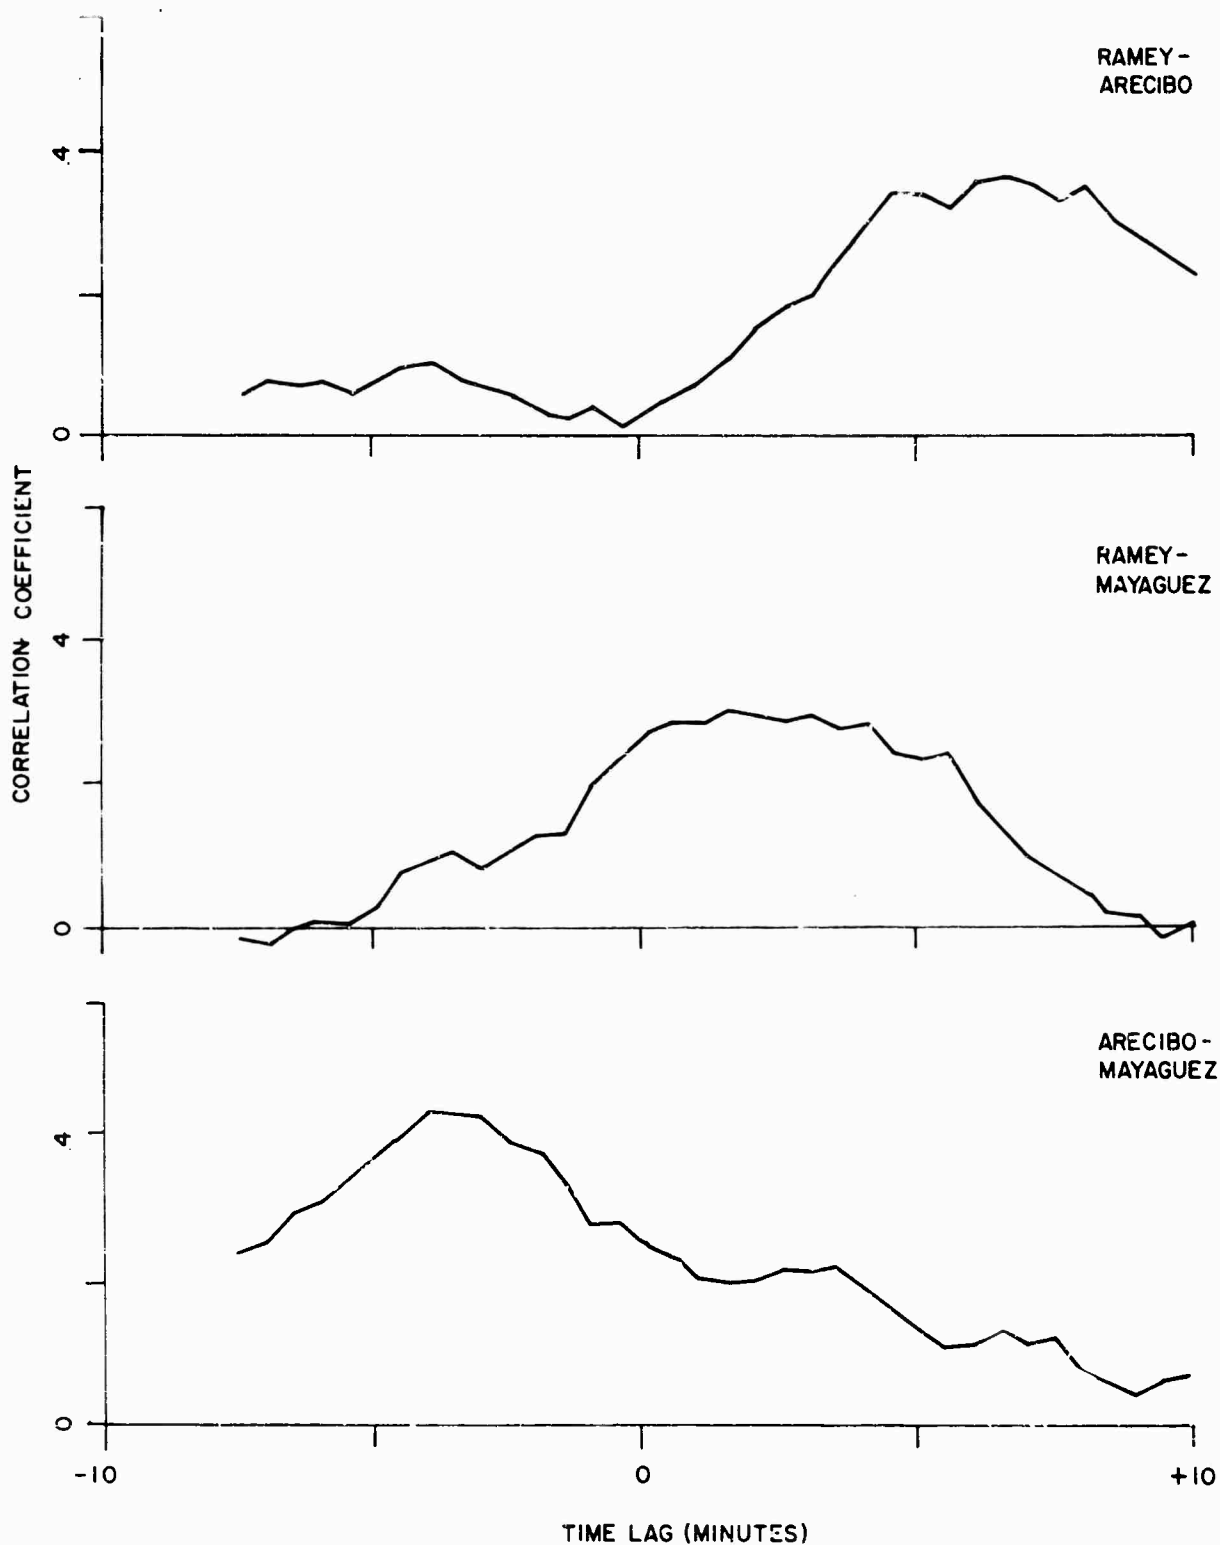 RAMEY-
ARECIBO
.4
0
CORRELATION COEFFICIENT
RAMEY-
MAYAGUEZ
4
0
ARECIBO-
MAYAGUEZ
.4
0
-10
0
+10
TIME LAG (MINUTES)